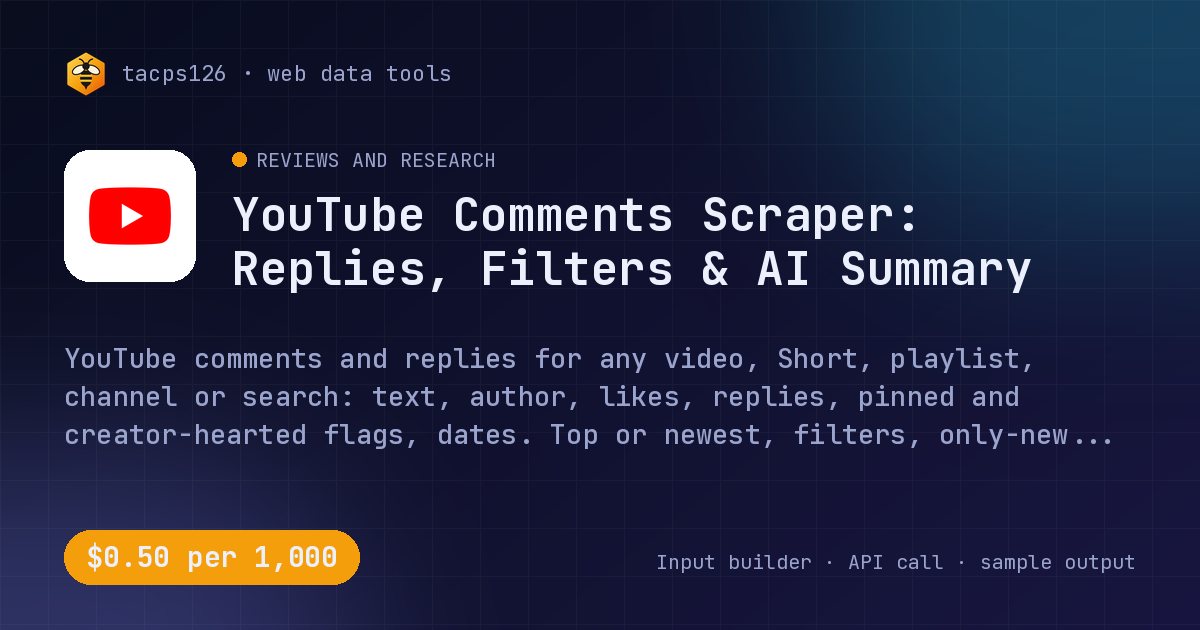 tacps126 · web data tools
REVIEWS AND RESEARCH
YouTube Comments Scraper:
Replies, Filters & AI Summary
YouTube comments and replies for any video, Short, playlist,
channel or search: text, author, likes, replies, pinned and
creator-hearted flags, dates. Top or newest, filters, only-new...
$0.50 per 1,000
Input builder · API call · sample output